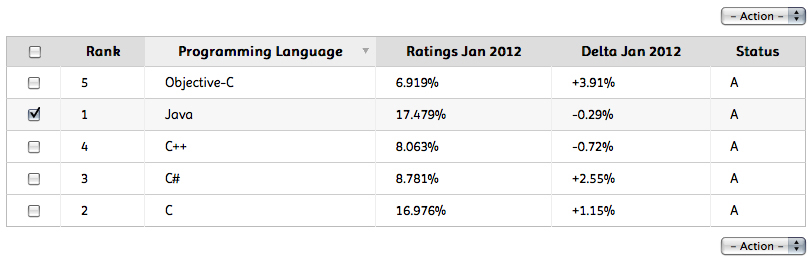 – Action –
Rank Programming Language Ratings Jan 2012 Delta Jan 2012 Status
5 Objective-C 6.919% +3.91% A
1 Java 17.479% -0.29% A
4 C++ 8.063% -0.72% A
3 C# 8.781% +2.55% A
2 C 16.976% +1.15% A
– Action –